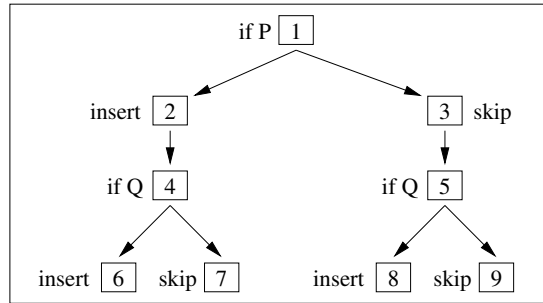 if P 1
insert 2 3 skip
if Q 4 if Q 5
insert 6 skip 7 insert 8 skip 9